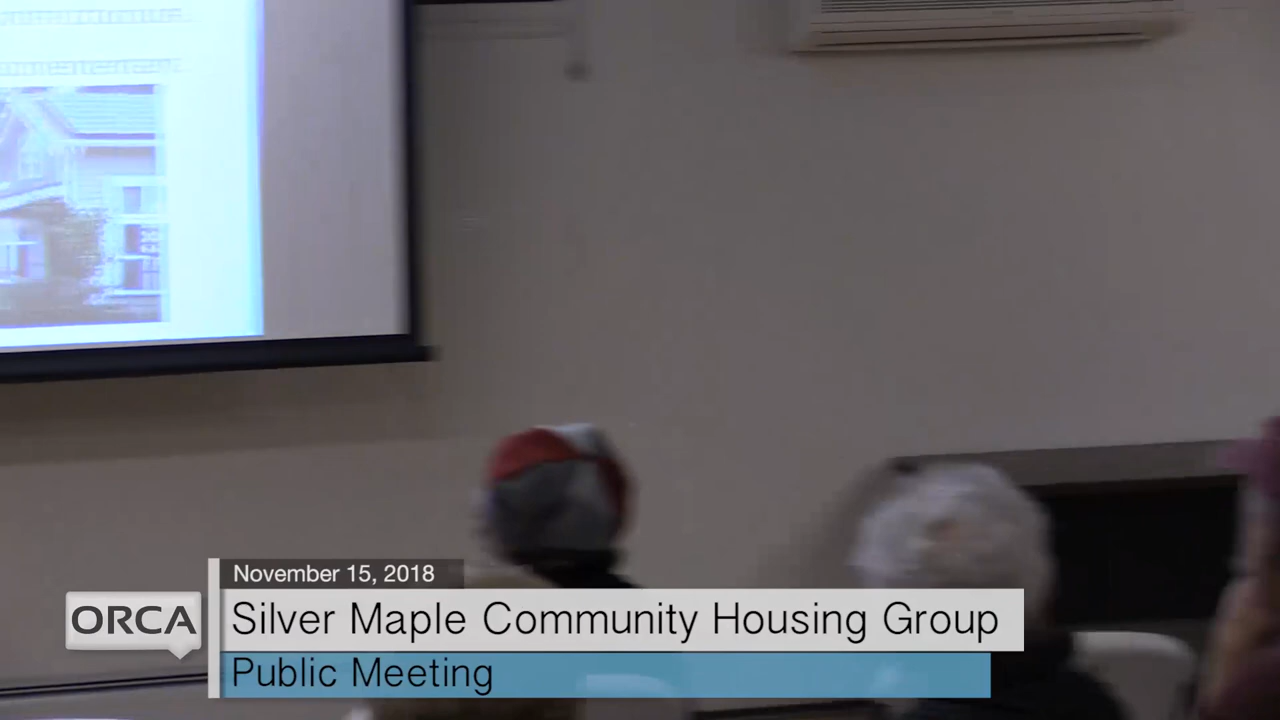 November 15, 2018
ORCA
Silver Maple Community Housing Group
Public Meeting